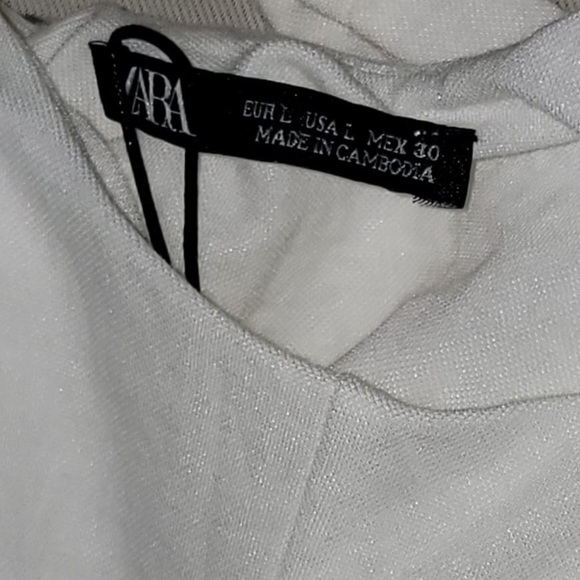 ZARA
EUR L USA L MEX 30
MADE IN CAMBODIA